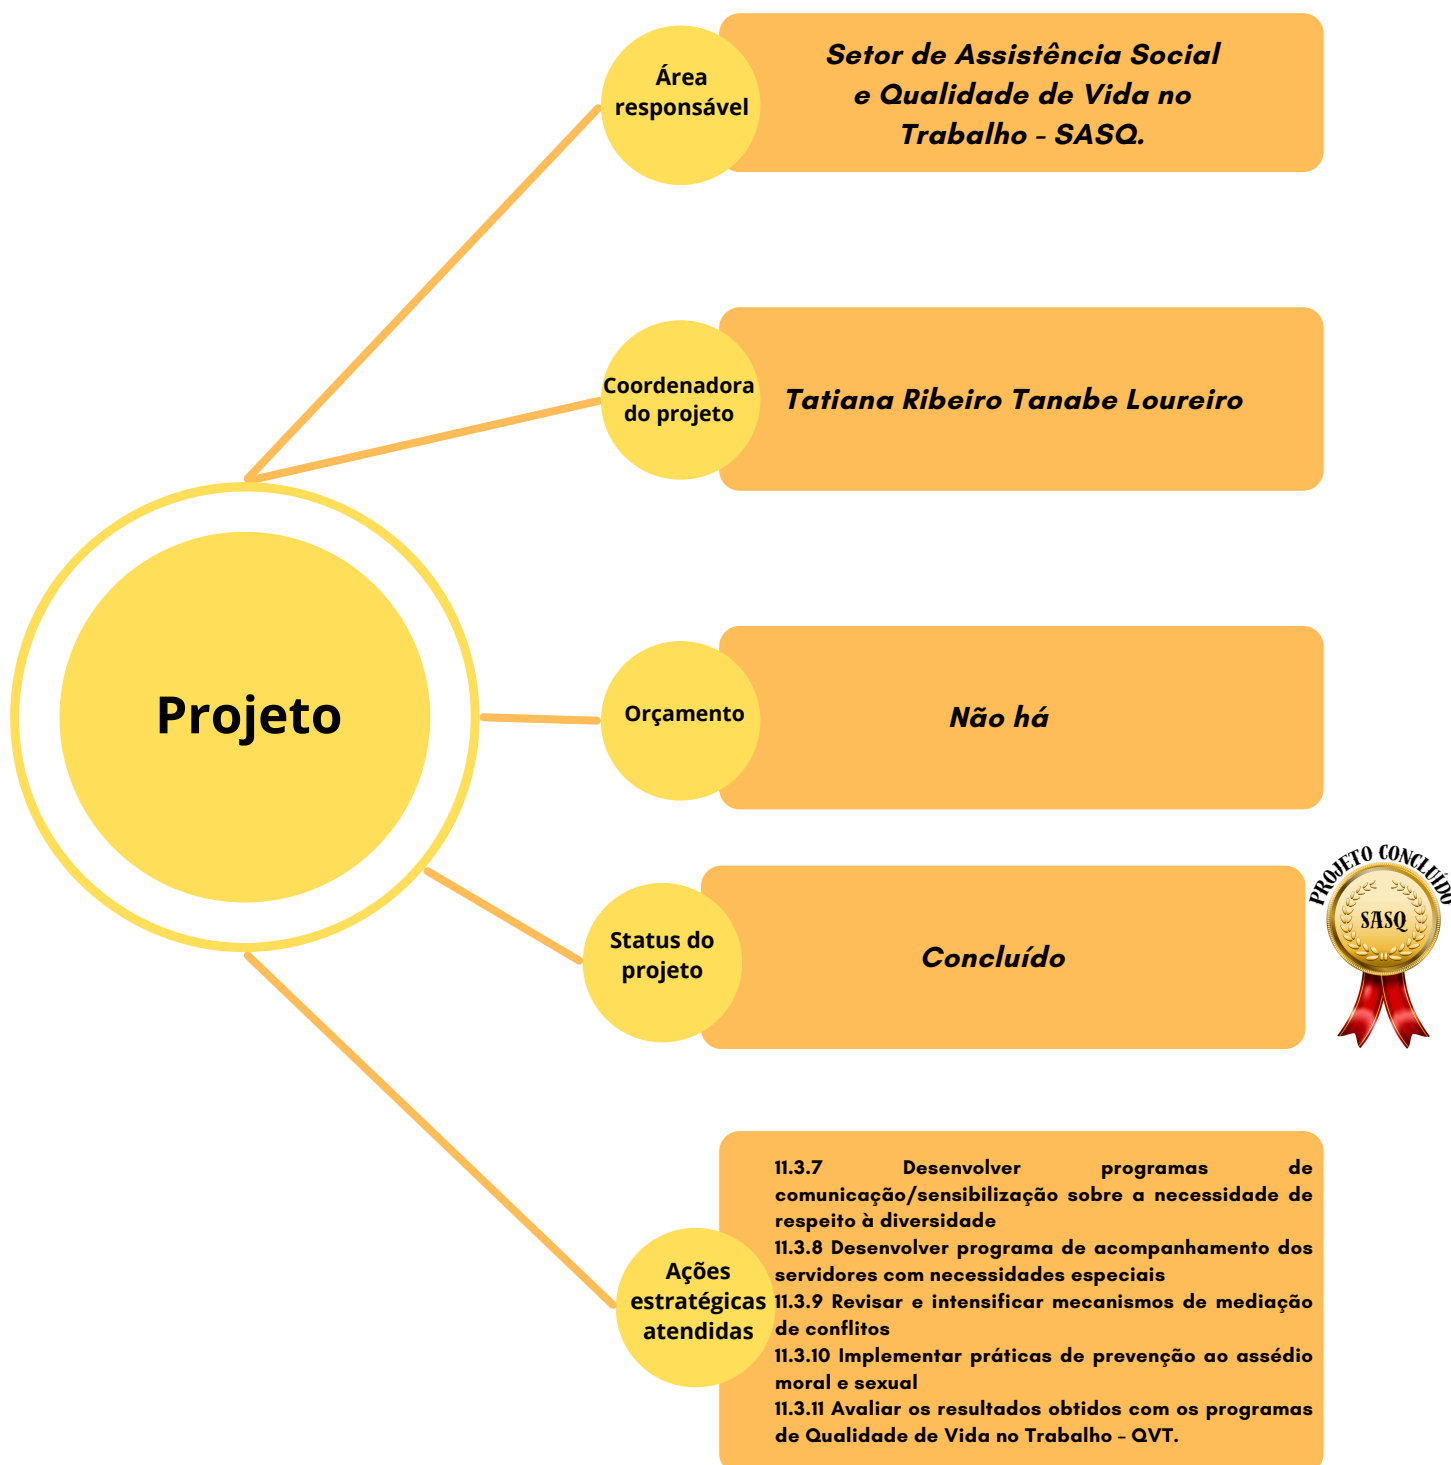 Projeto
Área
responsável
Setor de Assistência Social
e Qualidade de Vida no
Trabalho - SASQ.
Coordenadora
do projeto
Tatiana Ribeiro Tanabe Loureiro
Orçamento
Não há
Status do
projeto
Concluído
PROJETO CONCLUÍDO
SASQ
Ações
estratégicas
atendidas
11.3.7 Desenvolver programas de
comunicação/sensibilização sobre a necessidade de
respeito à diversidade
11.3.8 Desenvolver programa de acompanhamento dos
servidores com necessidades especiais
11.3.9 Revisar e intensificar mecanismos de mediação
de conflitos
11.3.10 Implementar práticas de prevenção ao assédio
moral e sexual
11.3.11 Avaliar os resultados obtidos com os programas
de Qualidade de Vida no Trabalho - QVT.